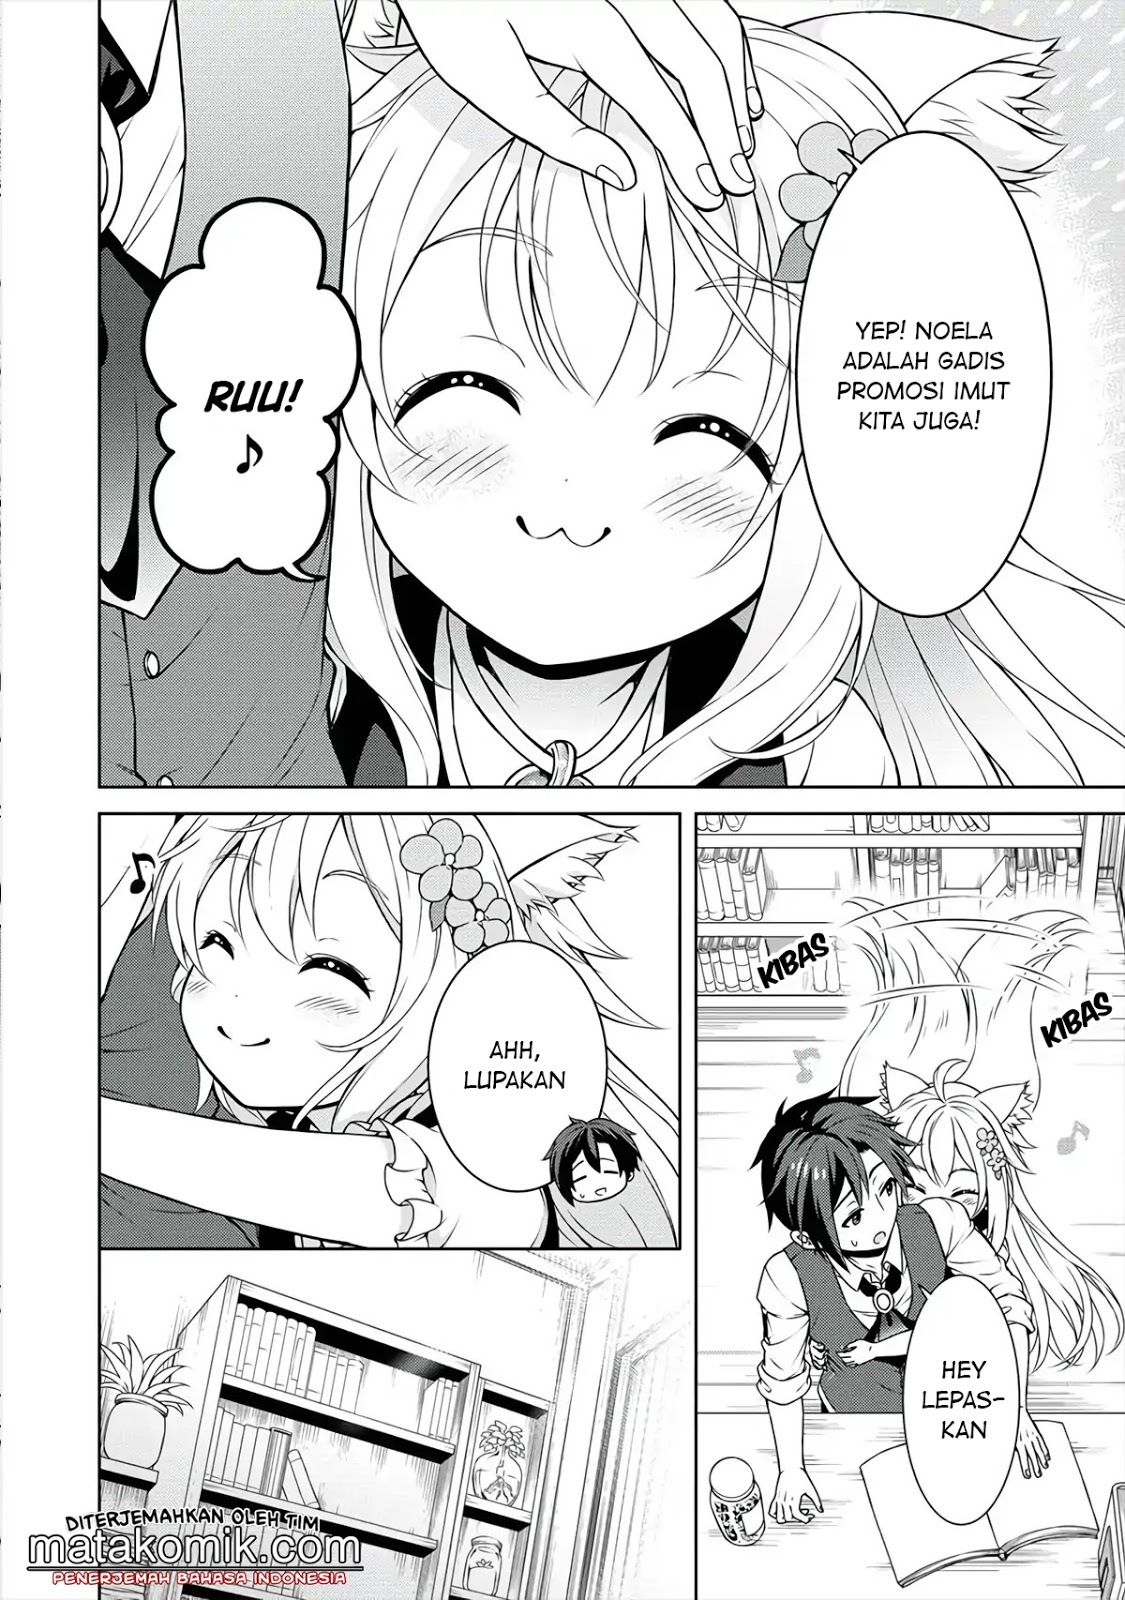 YEP! NOELA
ADALAH GADIS
PROMOSI IMUT
KITA JUGA!
RUU!
KIBAS
KIBAS
HEY
LEPAS-
KAN
AHH,
LUPAKAN
DITERJEMAHKAN OLEH TIM
matakomik.com
PENERJEMAH BAHASA INDONESIA